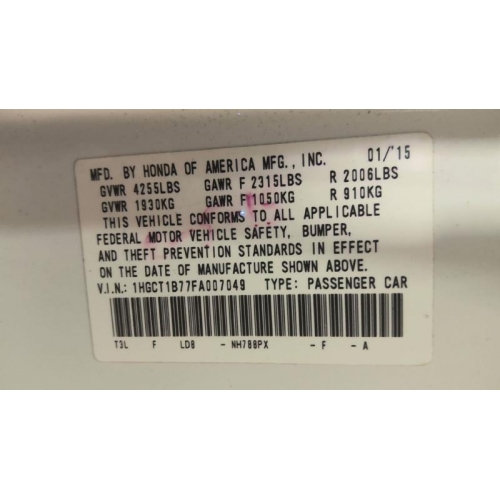 MFD. BY HONDA OF AMERICA MFG., INC. 01/'15
GVWR 4255LBS GAWR F 2315LBS R 2006LBS
GVWR 1930KG GAWR F 1050KG R 910KG
THIS VEHICLE CONFORMS TO ALL APPLICABLE
FEDERAL MOTOR VEHICLE SAFETY, BUMPER,
AND THEFT PREVENTION STANDARDS IN EFFECT
ON THE DATE OF MANUFACTURE SHOWN ABOVE.
V.I.N.: 1HGCT1B77FA007049 TYPE: PASSENGER CAR
T3L F LDB - NH788PX - F - A